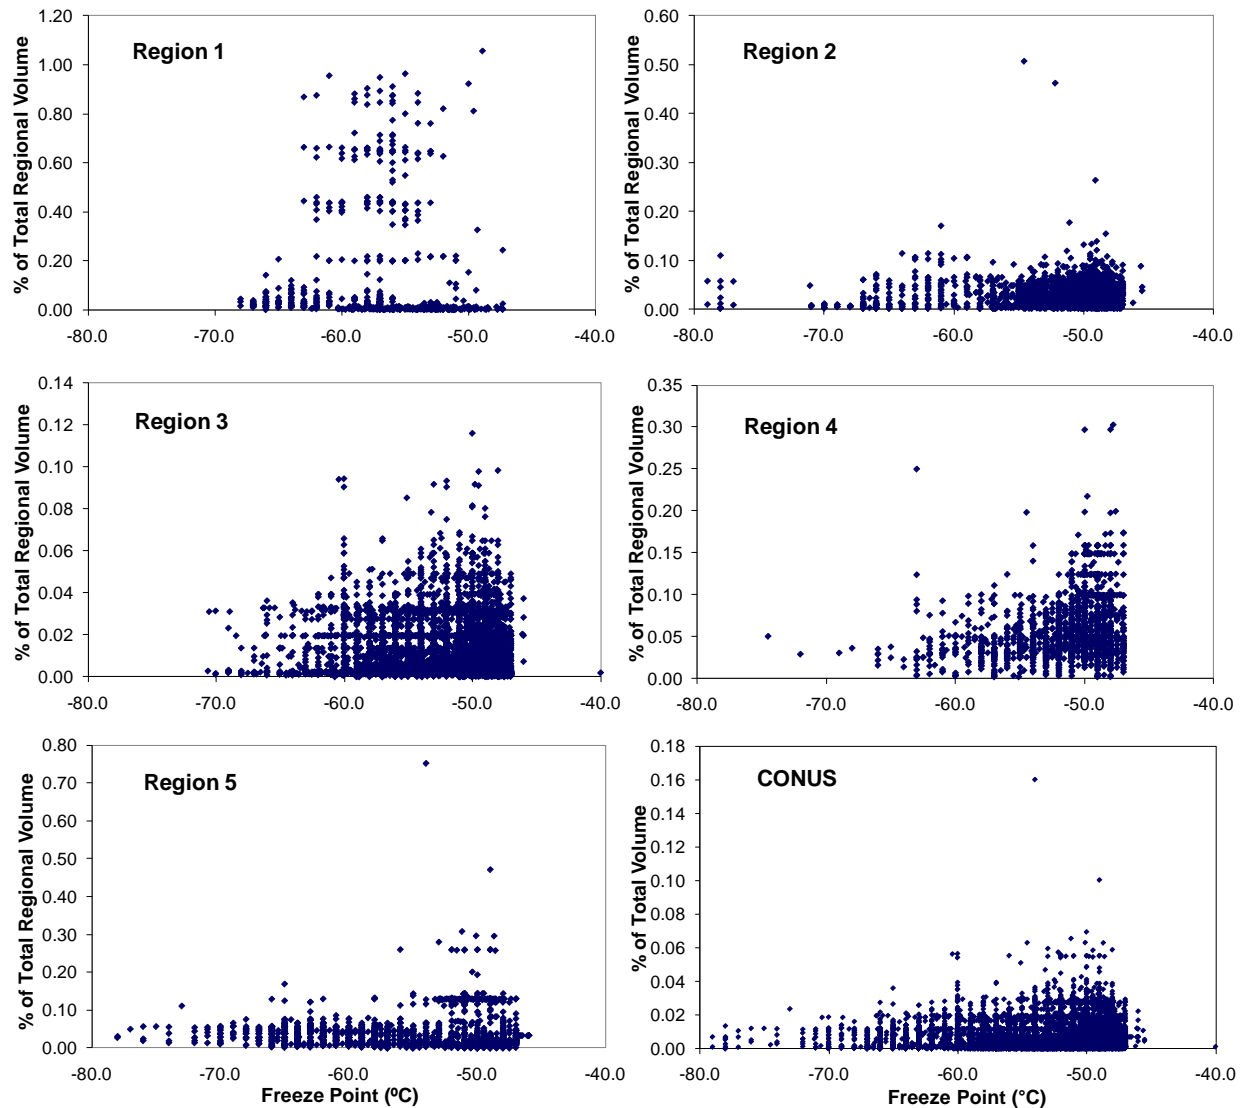 Region 1
% of Total Regional Volume
1.20
1.00
0.80
0.60
0.40
0.20
0.00
-80.0 -70.0 -60.0 -50.0 -40.0
Region 2
% of Total Regional Volume
0.60
0.50
0.40
0.30
0.20
0.10
0.00
-80.0 -70.0 -60.0 -50.0 -40.0
Region 3
% of Total Regional Volume
0.14
0.12
0.10
0.08
0.06
0.04
0.02
0.00
-80.0 -70.0 -60.0 -50.0 -40.0
Region 4
% of Total Regional Volume
0.35
0.30
0.25
0.20
0.15
0.10
0.05
0.00
-80.0 -70.0 -60.0 -50.0 -40.0
Region 5
% of Total Regional Volume
0.80
0.70
0.60
0.50
0.40
0.30
0.20
0.10
0.00
-80.0 -70.0 -60.0 -50.0 -40.0
Freeze Point (ºC)
CONUS
% of Total Volume
0.18
0.16
0.14
0.12
0.10
0.08
0.06
0.04
0.02
0.00
-80.0 -70.0 -60.0 -50.0 -40.0
Freeze Point (°C)